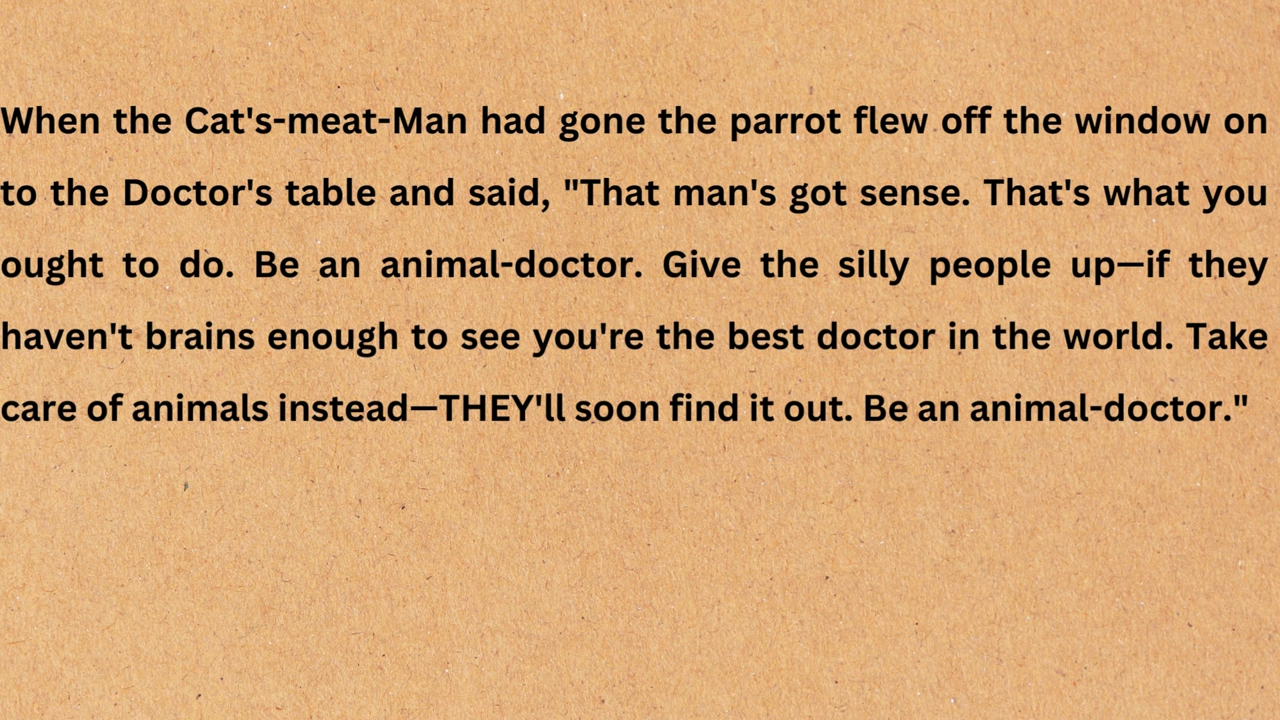 When the Cat's-meat-Man had gone the parrot flew off the window on
to the Doctor's table and said, "That man's got sense. That's what you
ought to do. Be an animal-doctor. Give the silly people up—if they
haven't brains enough to see you're the best doctor in the world. Take
care of animals instead—THEY'll soon find it out. Be an animal-doctor."